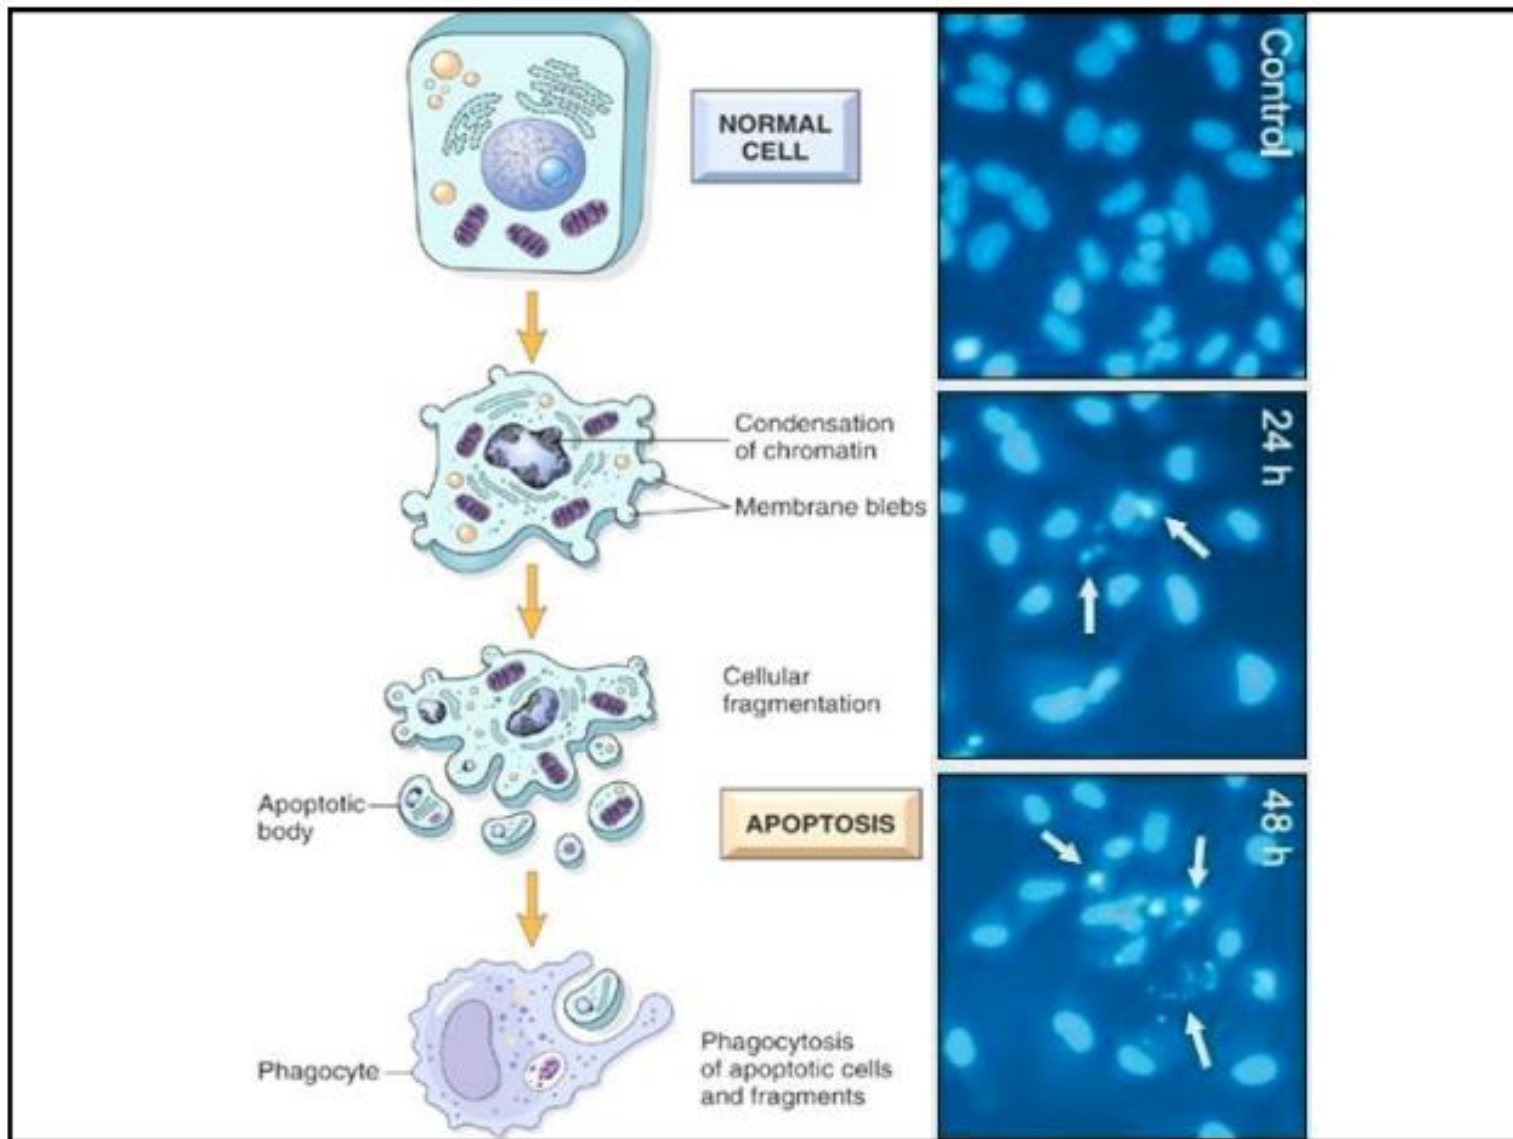 NORMAL
CELL
Condensation
of chromatin
Membrane blebs
Cellular
fragmentation
Apoptotic
body
APOPTOSIS
Phagocyte
Phagocytosis
of apoptotic cells
and fragments
Control
24 h
48 h